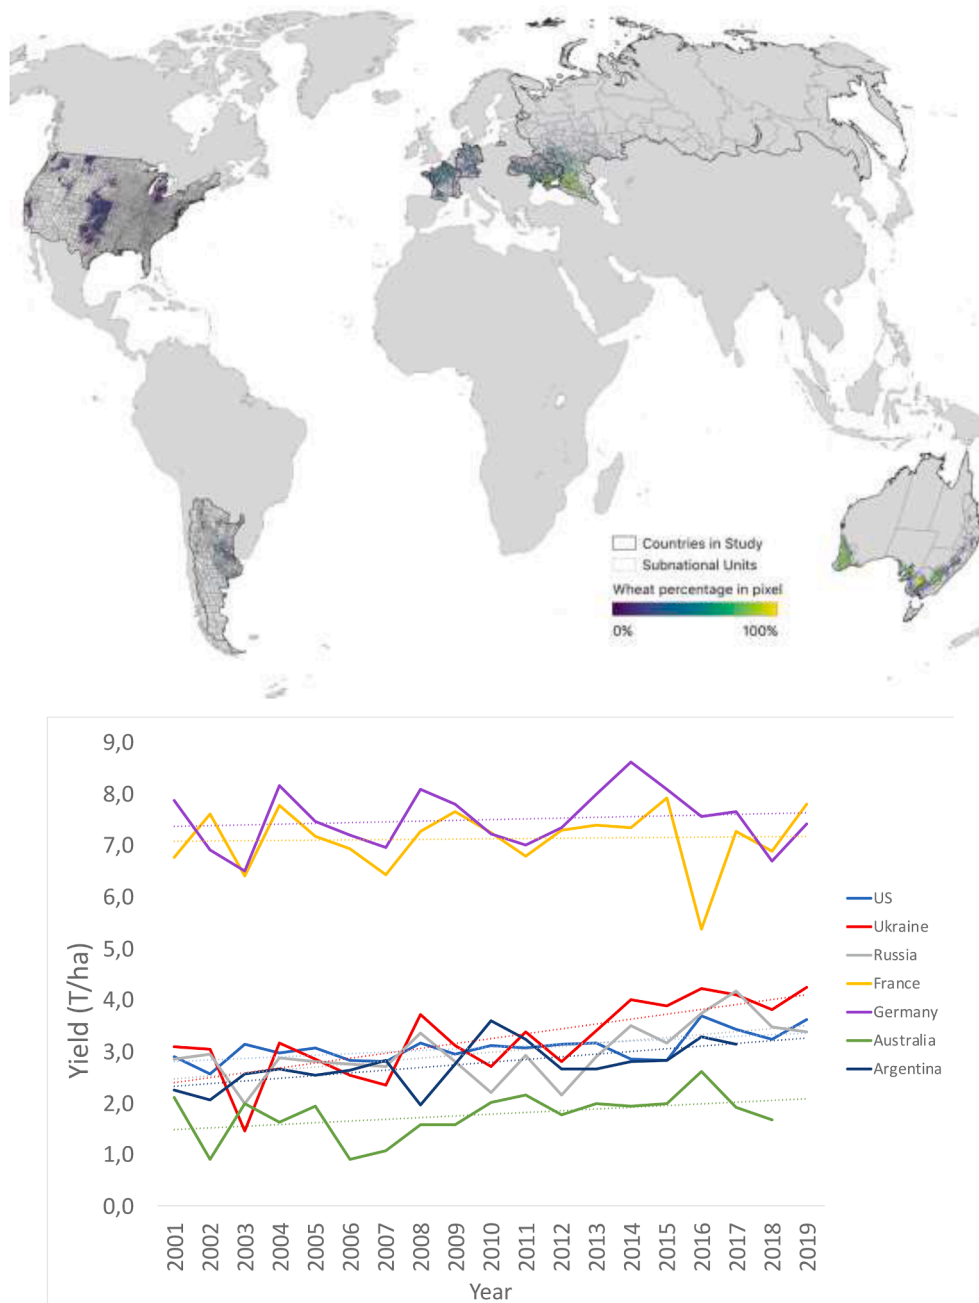 Countries in Study
Subnational Units
Wheat percentage in pixel
0% 100%
9,0
8,0
7,0
6,0
5,0
4,0
3,0
2,0
1,0
0,0
Yield (T/ha)
2001 2002 2003 2004 2005 2006 2007 2008 2009 2010 2011 2012 2013 2014 2015 2016 2017 2018 2019
Year
US
Ukraine
Russia
France
Germany
Australia
Argentina